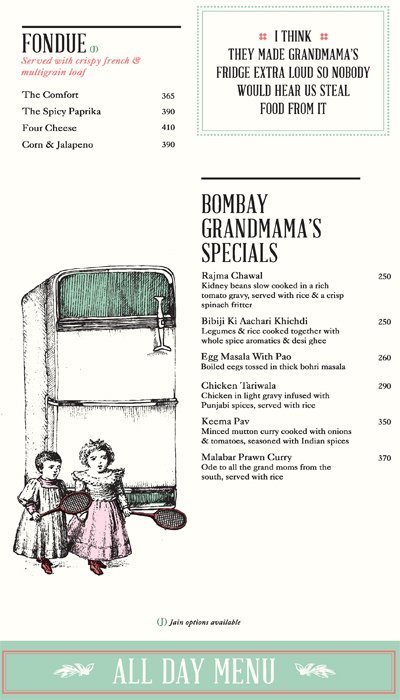 FONDUE (J)
Served with crispy french &
multigrain loaf
The Comfort 365
The Spicy Paprika 390
Four Cheese 410
Corn & Jalapeno 390
I THINK
THEY MADE GRANDMAMA'S
FRIDGE EXTRA LOUD SO NOBODY
WOULD HEAR US STEAL
FOOD FROM IT
BOMBAY
GRANDMAMA'S
SPECIALS
Rajma Chawal 250
Kidney beans slow cooked in a rich
tomato gravy, served with rice & a crisp
spinach fritter
Bibiji Ki Aachari Khichdi 250
Legumes & rice cooked together with
whole spice aromatics & desi ghee
Egg Masala With Pao 260
Boiled eegs tossed in thick bohri masala
Chicken Tariwala 290
Chicken in light gravy infused with
Punjabi spices, served with rice
Keema Pav 350
Minced mutton curry cooked with onions
& tomatoes, seasoned with Indian spices
Malabar Prawn Curry 370
Ode to all the grand moms from the
south, served with rice
(J) Jain options available
ALL DAY MENU